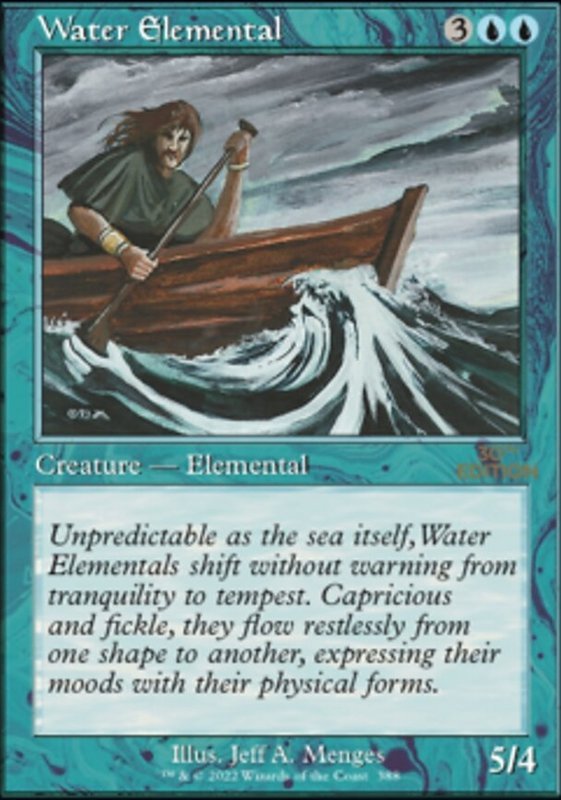 Water Elemental 3
30TH
EDITION
Creature — Elemental
Unpredictable as the sea itself, Water
Elementals shift without warning from
tranquility to tempest. Capricious
and fickle, they flow restlessly from
one shape to another, expressing their
moods with their physical forms.
Illus. Jeff A. Menges
5/4
™ & © 2022 Wizards of the Coast 388